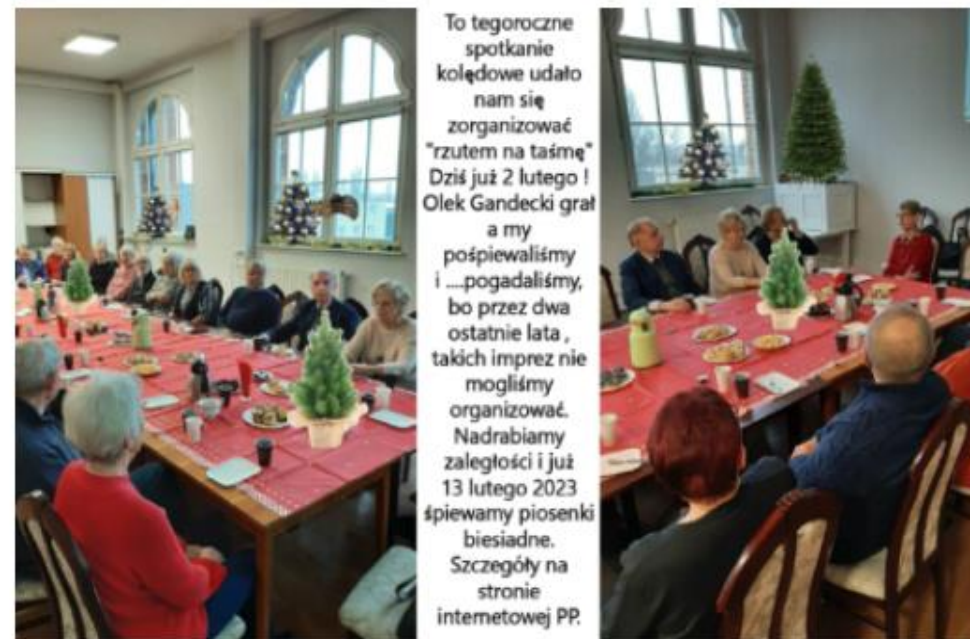 To tegoroczne
spotkanie
kolędowe udało
nam się
zorganizować
"rzutem na taśmę"
Dziś już 2 lutego !
Olek Gandecki grał
a my
pośpiewaliśmy
i ....pogadaliśmy,
bo przez dwa
ostatnie lata ,
takich imprez nie
mogliśmy
organizować.
Nadrabiamy
zaległości i już
13 lutego 2023
śpiewamy piosenki
biesiadne.
Szczegóły na
stronie
internetowej PP.